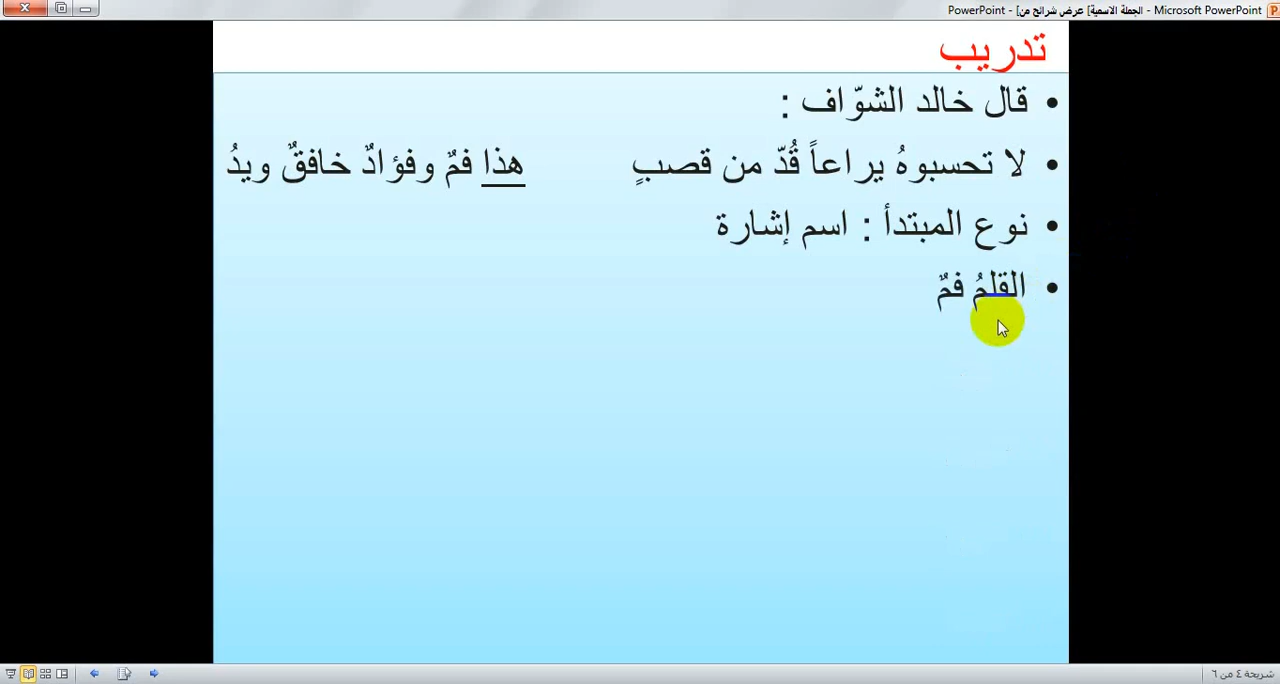 [عرض شرائح من] الجملة الاسمية - Microsoft PowerPoint - PowerPoint
تدريب
• قال خالد الشوّاف :
• لا تحسبوهُ يراعاً قُدّ من قصبٍ هذا فمٌ وفؤادٌ خافقٌ ويدُ
• نوع المبتدأ : اسم إشارة
• القلمُ فمٌ
شريحة ٤ من ٦